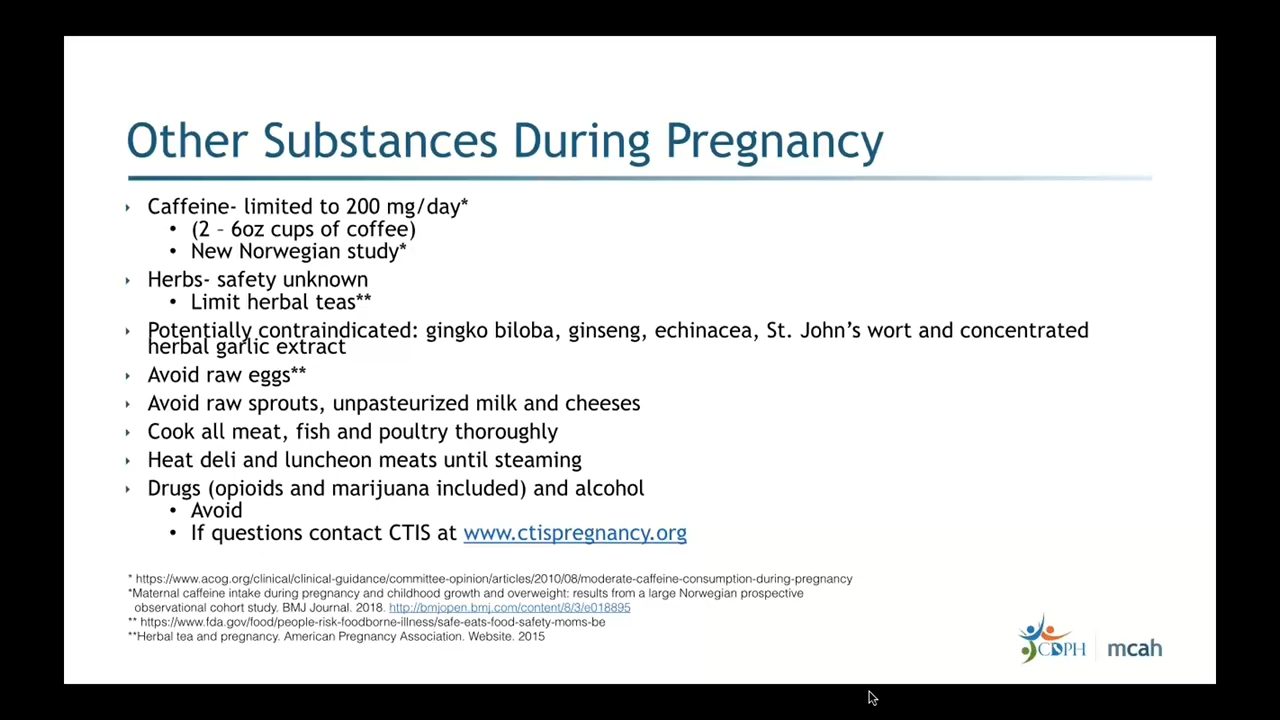 Other Substances During Pregnancy
Caffeine- limited to 200 mg/day*
• (2 – 6oz cups of coffee)
• New Norwegian study*
Herbs- safety unknown
• Limit herbal teas**
Potentially contraindicated: gingko biloba, ginseng, echinacea, St. John’s wort and concentrated
herbal garlic extract
Avoid raw eggs**
Avoid raw sprouts, unpasteurized milk and cheeses
Cook all meat, fish and poultry thoroughly
Heat deli and luncheon meats until steaming
Drugs (opioids and marijuana included) and alcohol
• Avoid
• If questions contact CTIS at www.ctispregnancy.org
* https://www.acog.org/clinical/clinical-guidance/committee-opinion/articles/2010/08/moderate-caffeine-consumption-during-pregnancy
*Maternal caffeine intake during pregnancy and childhood growth and overweight: results from a large Norwegian prospective
observational cohort study. BMJ Journal. 2018. http://bmjopen.bmj.com/content/8/3/e018895
** https://www.fda.gov/food/people-risk-foodborne-illness/safe-eats-food-safety-moms-be
**Herbal tea and pregnancy. American Pregnancy Association. Website. 2015
CDPH mcah